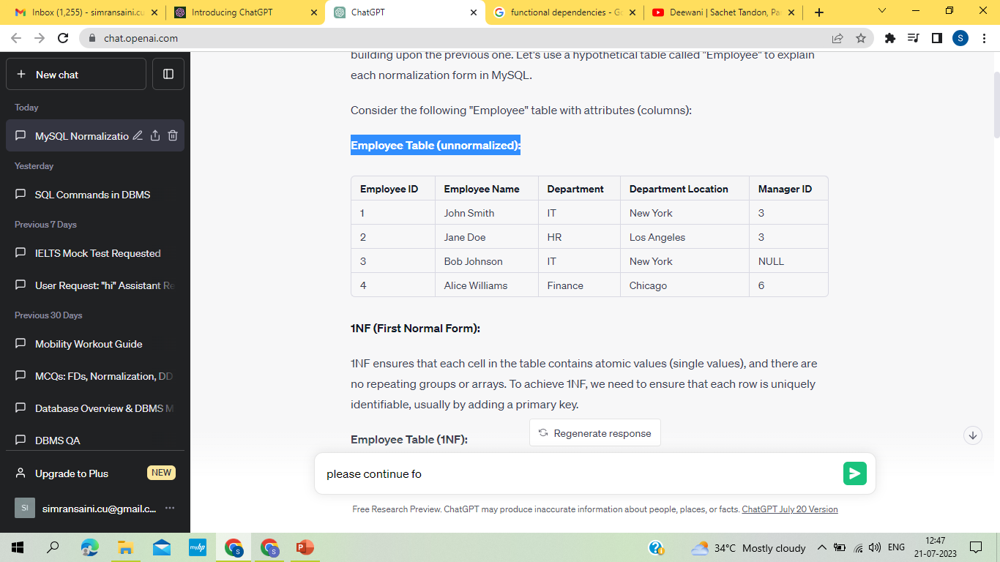 Inbox (1,255) - simransaini.cu
Introducing ChatGPT
ChatGPT
functional dependencies - Go
Deewani | Sachet Tandon, Pa
chat.openai.com
S
New chat
Today
MySQL Normalizatio
Yesterday
SQL Commands in DBMS
Previous 7 Days
IELTS Mock Test Requested
User Request: "hi" Assistant Re
Previous 30 Days
Mobility Workout Guide
MCQs: FDs, Normalization, DD
Database Overview & DBMS M
DBMS QA
Upgrade to Plus NEW
SI simransaini.cu@gmail.c...
building upon the previous one. Let's use a hypothetical table called "Employee" to explain
each normalization form in MySQL.
Consider the following "Employee" table with attributes (columns):
Employee Table (unnormalized):
Employee ID Employee Name Department Department Location Manager ID
1 John Smith IT New York 3
2 Jane Doe HR Los Angeles 3
3 Bob Johnson IT New York NULL
4 Alice Williams Finance Chicago 6
1NF (First Normal Form):
1NF ensures that each cell in the table contains atomic values (single values), and there are
no repeating groups or arrays. To achieve 1NF, we need to ensure that each row is uniquely
identifiable, usually by adding a primary key.
Employee Table (1NF):
Regenerate response
please continue fo
Free Research Preview. ChatGPT may produce inaccurate information about people, places, or facts. ChatGPT July 20 Version
34°C Mostly cloudy
ENG
12:47
21-07-2023